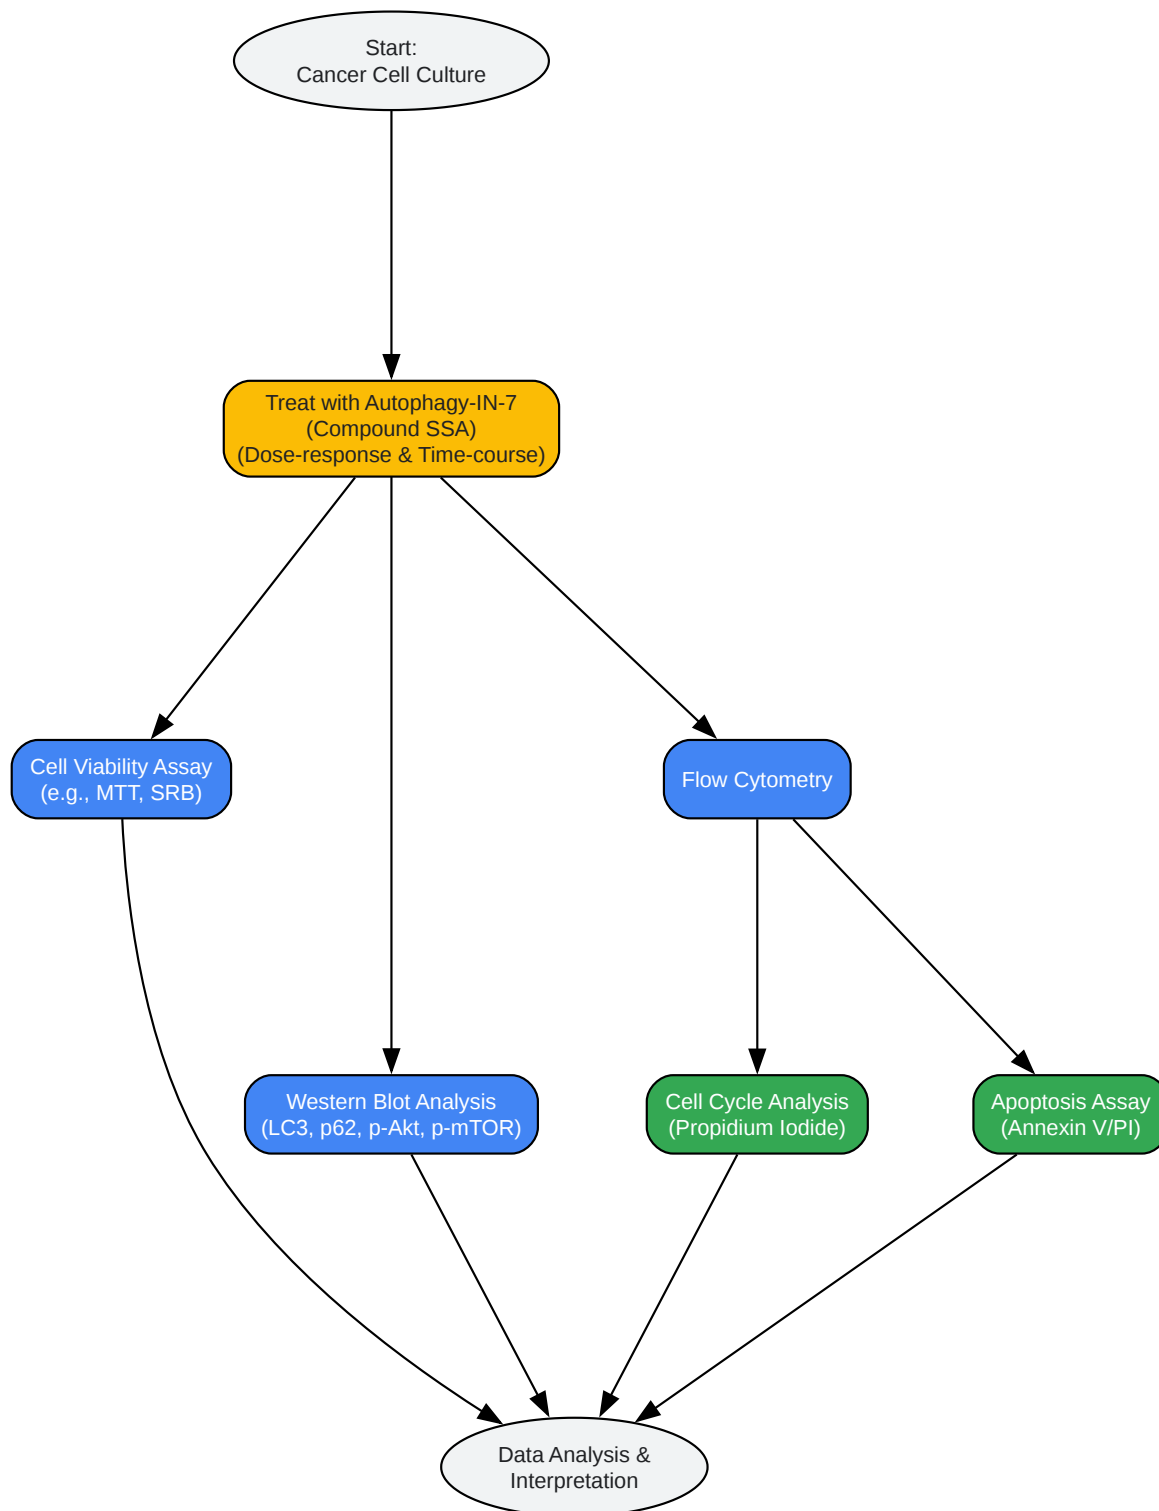 Start:
Cancer Cell Culture
Treat with Autophagy-IN-7
(Compound SSA)
(Dose-response & Time-course)
Cell Viability Assay
(e.g., MTT, SRB)
Flow Cytometry
Western Blot Analysis
(LC3, p62, p-Akt, p-mTOR)
Cell Cycle Analysis
(Propidium Iodide)
Apoptosis Assay
(Annexin V/PI)
Data Analysis &
Interpretation